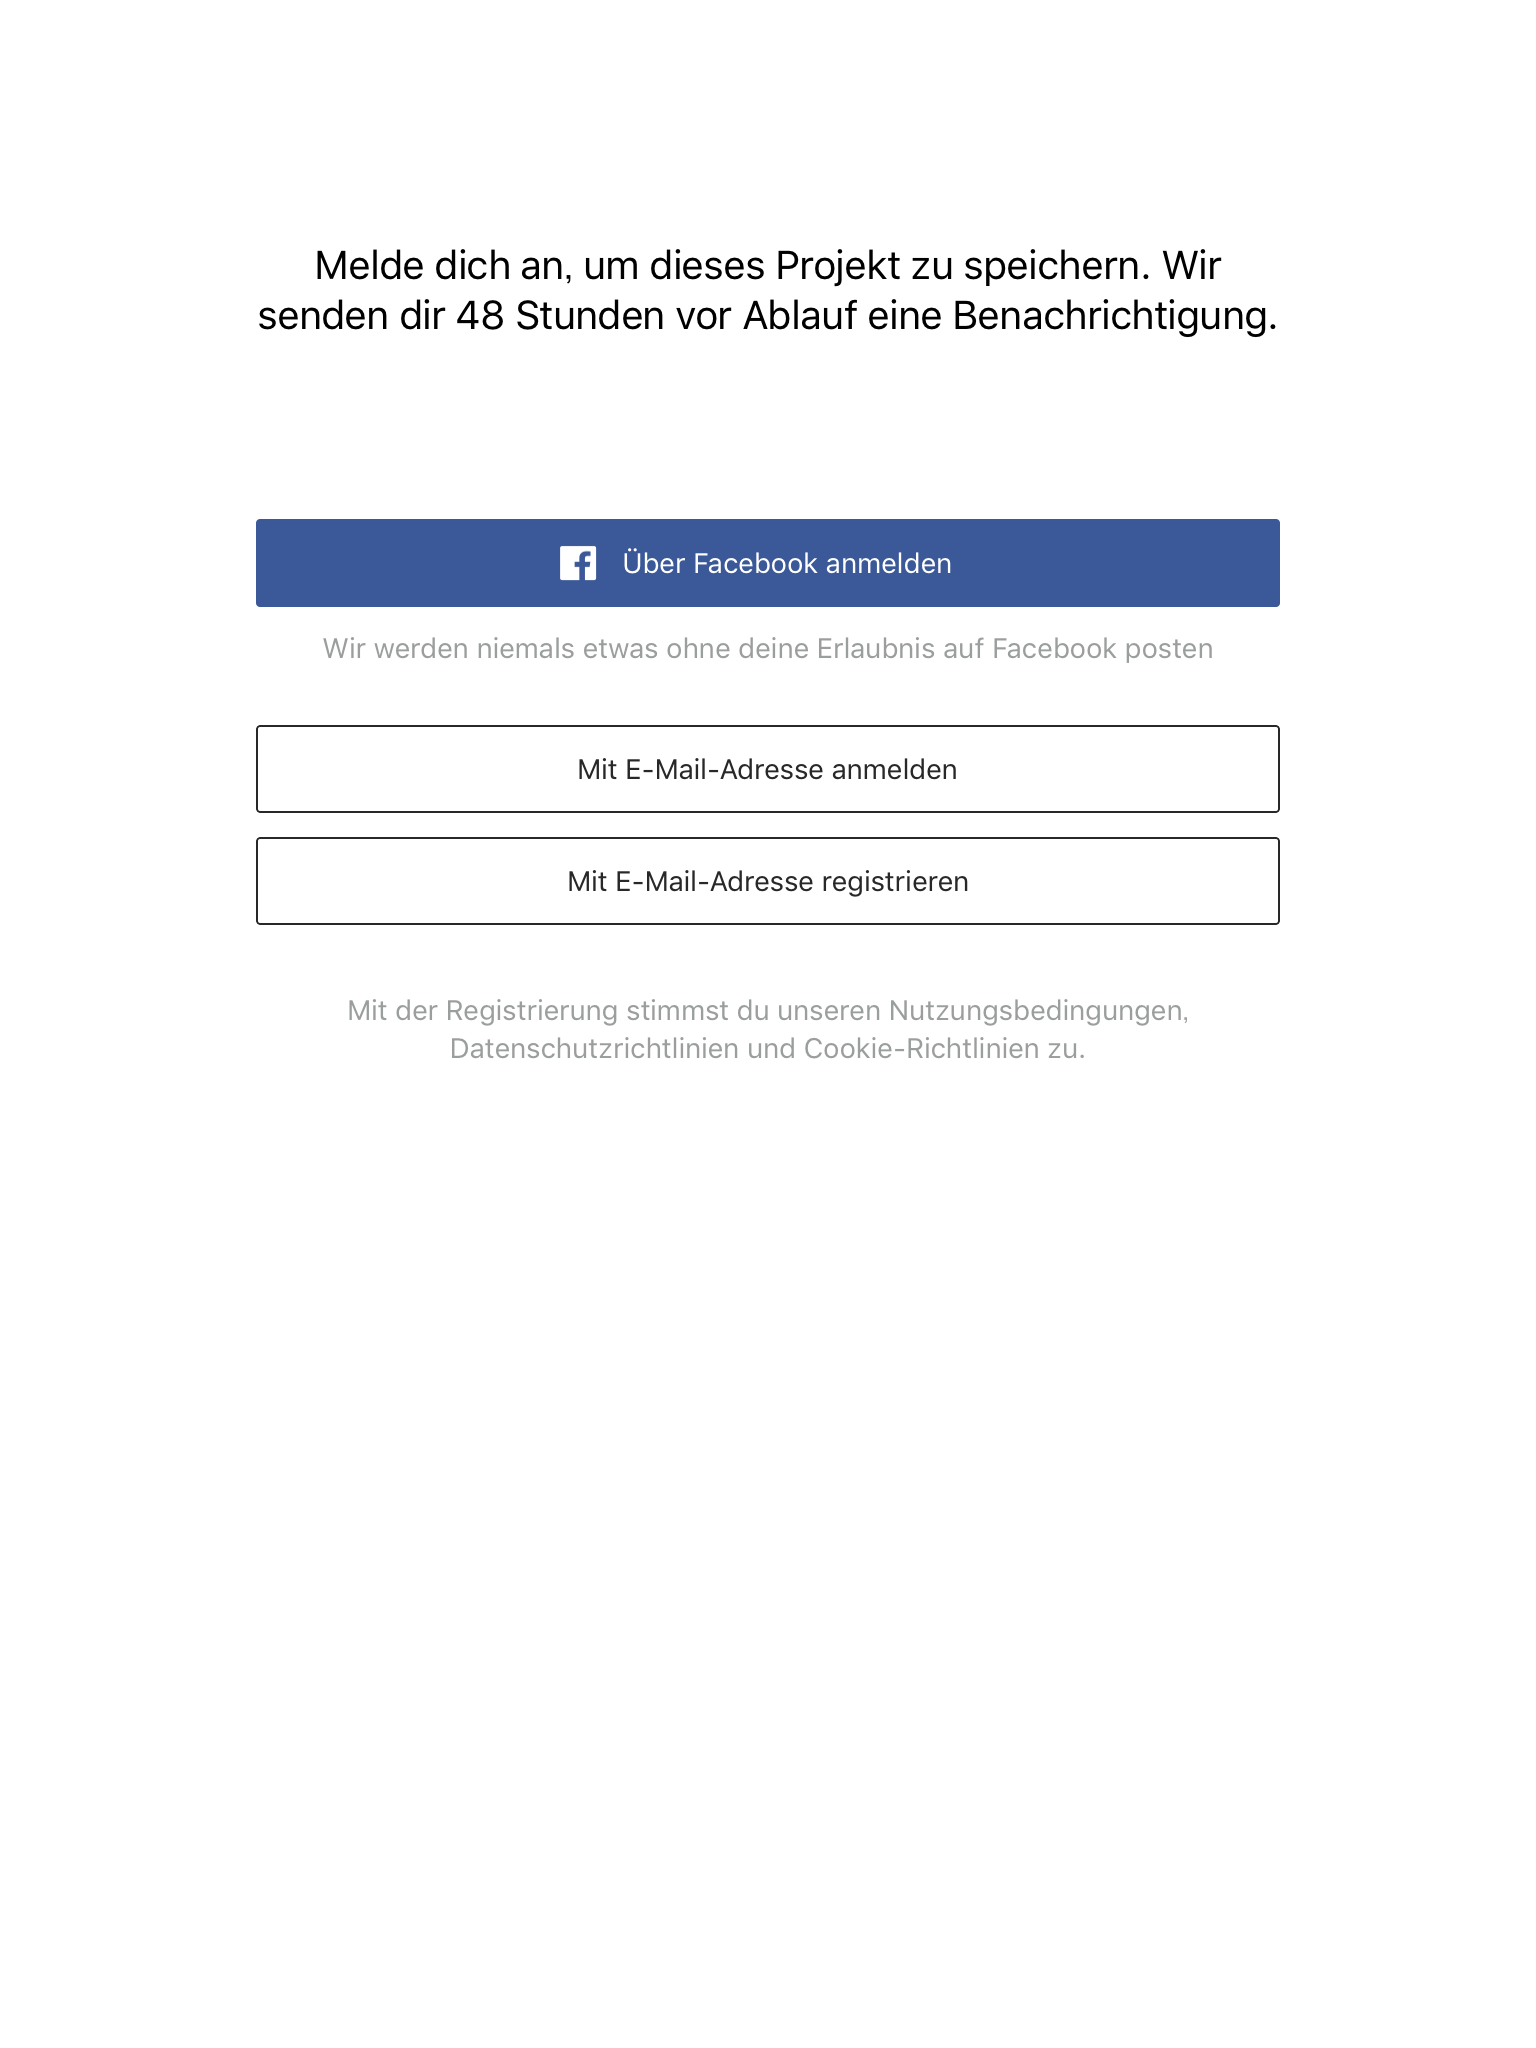 Melde dich an, um dieses Projekt zu speichern. Wir
senden dir 48 Stunden vor Ablauf eine Benachrichtigung.
Über Facebook anmelden
Wir werden niemals etwas ohne deine Erlaubnis auf Facebook posten
Mit E-Mail-Adresse anmelden
Mit E-Mail-Adresse registrieren
Mit der Registrierung stimmst du unseren Nutzungsbedingungen,
Datenschutzrichtlinien und Cookie-Richtlinien zu.